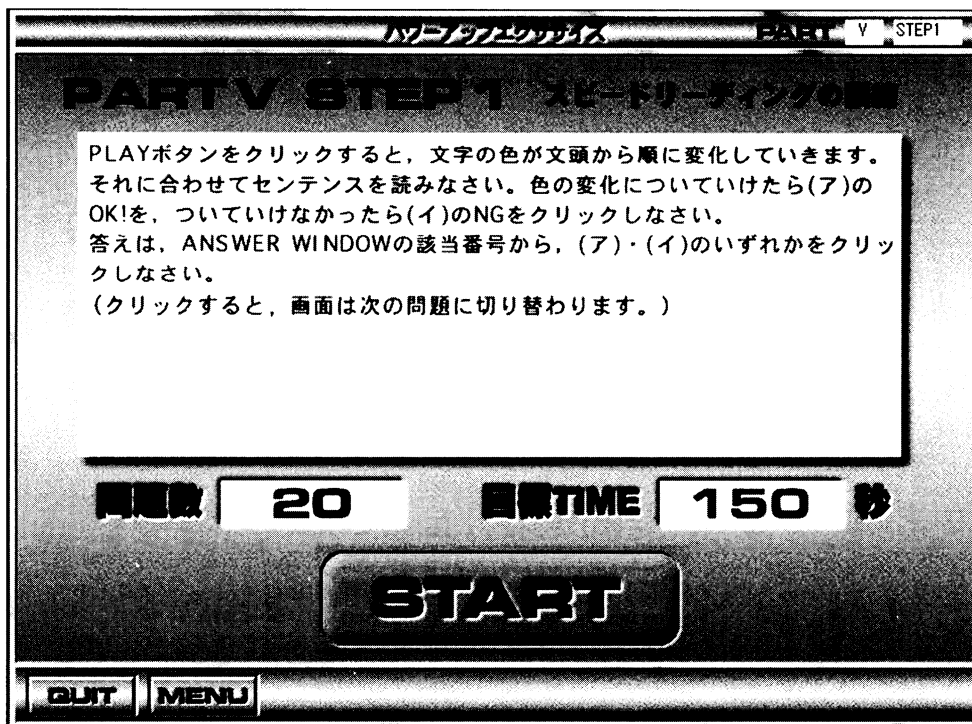 パワーアップエクササイズ PART V STEP1
PART V STEP 1 スピードリーディングの
PLAYボタンをクリックすると，文字の色が文頭から順に変化していきます。
それに合わせてセンテンスを読みなさい。色の変化についていけたら(ア)の
OK!を，ついていけなかったら(イ)のNGをクリックしなさい。
答えは，ANSWER WINDOWの該当番号から，(ア)・(イ)のいずれかをクリッ
クしなさい。
(クリックすると，画面は次の問題に切り替わります。)
問題数 20 目標TIME 150 秒
START
QUIT MENU